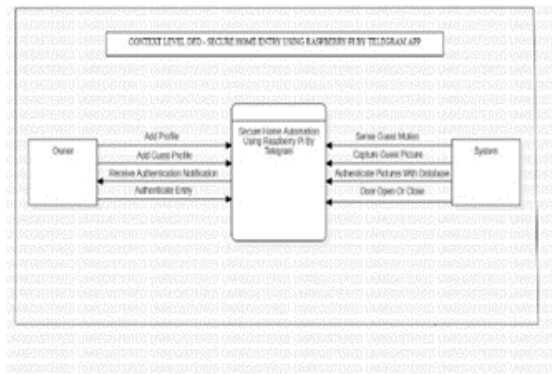 CONTEXT LEVEL DFD - SECURE HOME ENTRY USING RASPBERRY PI BY TELEGRAM APP
Owner
Add Profile
Add Guest Profile
Receive Authentication Notification
Authenticate Entry
Secure Home Automation
Using Raspberry Pi By
Telegram
Sense Guest Motion
Capture Guest Picture
Authenticate Pictures With Database
Door Open Or Close
System
UNREGISTERED